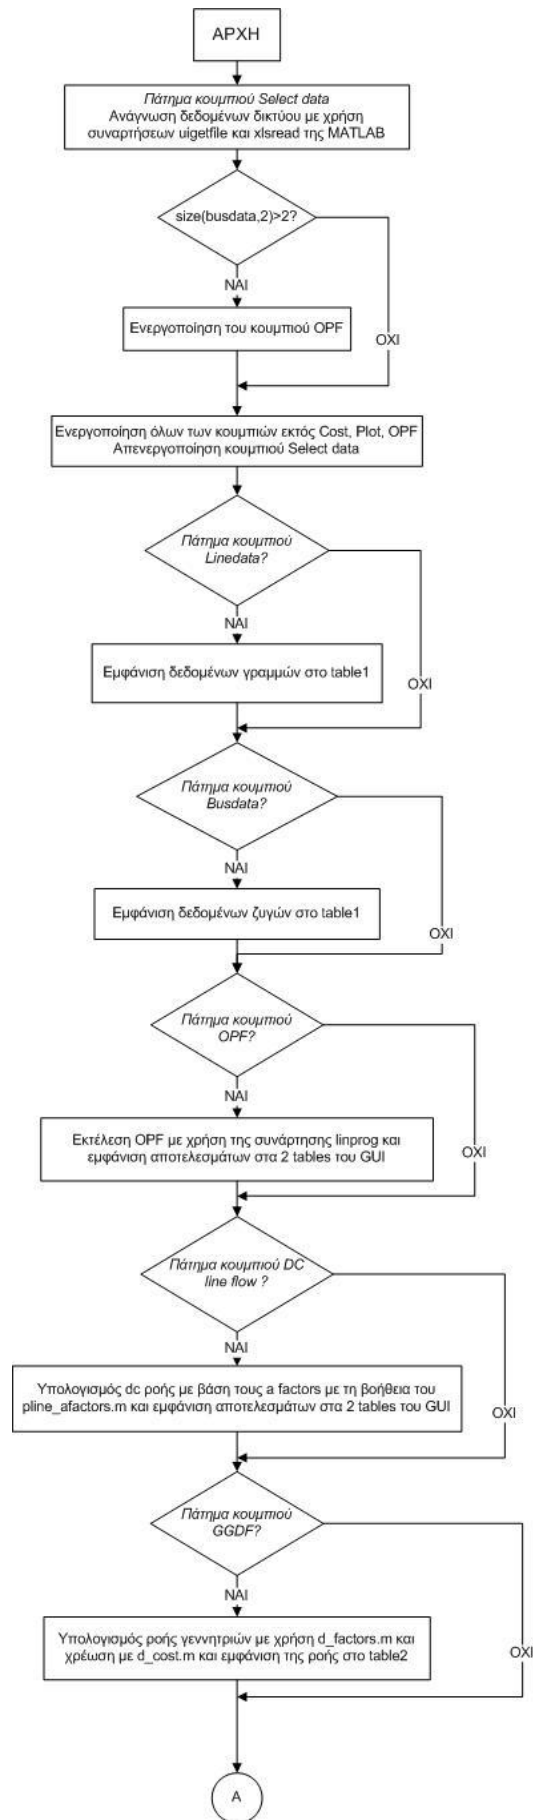 ΑΡΧΗ
Πάτημα κουμπιού Select data
Ανάγνωση δεδομένων δικτύου με χρήση
συναρτήσεων uigetfile και xlsread της MATLAB
size(busdata,2)>2?
ΝΑΙ
ΟΧΙ
Ενεργοποίηση του κουμπιού OPF
Ενεργοποίηση όλων των κουμπιών εκτός Cost, Plot, OPF
Απενεργοποίηση κουμπιού Select data
Πάτημα κουμπιού
Linedata?
ΝΑΙ
ΟΧΙ
Εμφάνιση δεδομένων γραμμών στο table1
Πάτημα κουμπιού
Busdata?
ΝΑΙ
ΟΧΙ
Εμφάνιση δεδομένων ζυγών στο table1
Πάτημα κουμπιού
OPF?
ΝΑΙ
ΟΧΙ
Εκτέλεση OPF με χρήση της συνάρτησης linprog και
εμφάνιση αποτελεσμάτων στα 2 tables του GUI
Πάτημα κουμπιού DC
line flow ?
ΝΑΙ
ΟΧΙ
Υπολογισμός dc ροής με βάση τους a factors με τη βοήθεια του
pline_afactors.m και εμφάνιση αποτελεσμάτων στα 2 tables του GUI
Πάτημα κουμπιού
GGDF?
ΝΑΙ
ΟΧΙ
Υπολογισμός ροής γεννητριών με χρήση d_factors.m και
χρέωση με d_cost.m και εμφάνιση της ροής στο table2
A